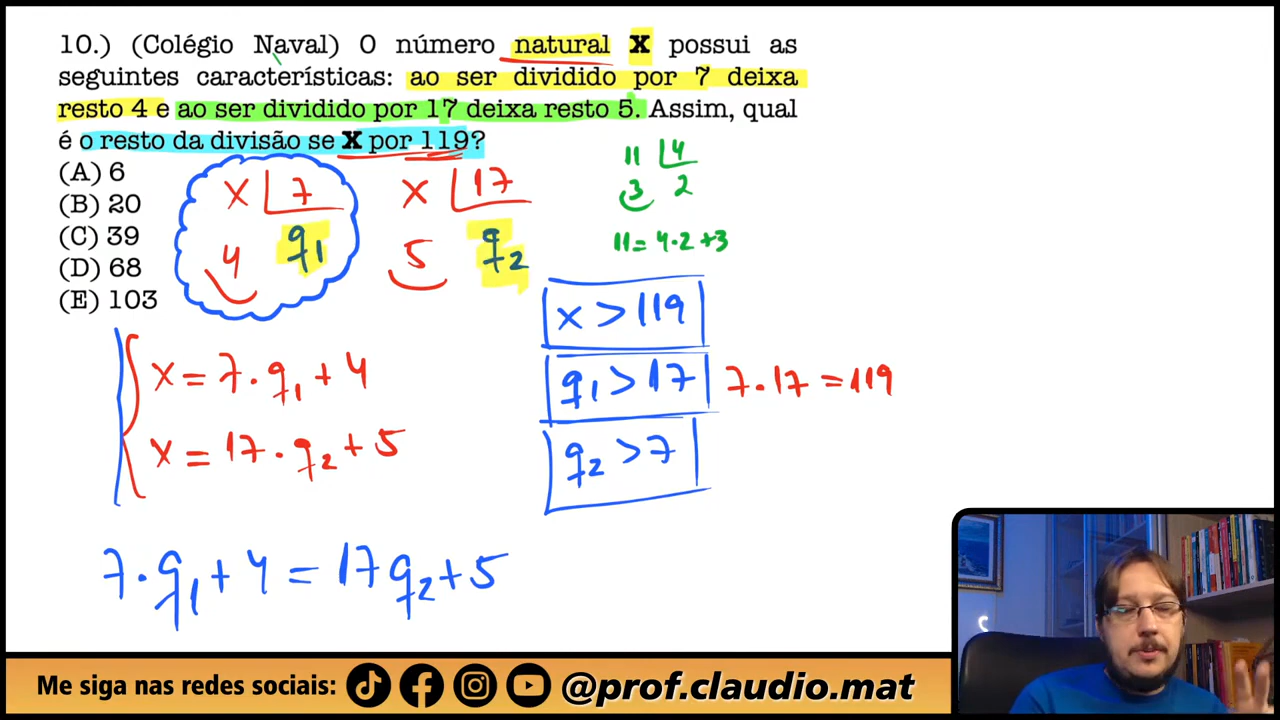 10.) (Colégio Naval) O número natural X possui as
seguintes características: ao ser dividido por 7 deixa
resto 4 e ao ser dividido por 17 deixa resto 5. Assim, qual
é o resto da divisão se X por 119?
(A) 6
(B) 20
(C) 39
(D) 68
(E) 103
x 7
4 q1
x 17
5 q2
11 4
3 2
11 = 4·2+3
x > 119
q1 > 17 7·17 = 119
q2 > 7
x = 7·q1 + 4
x = 17·q2 + 5
7·q1 + 4 = 17q2 + 5
Me siga nas redes sociais: @prof.claudio.mat